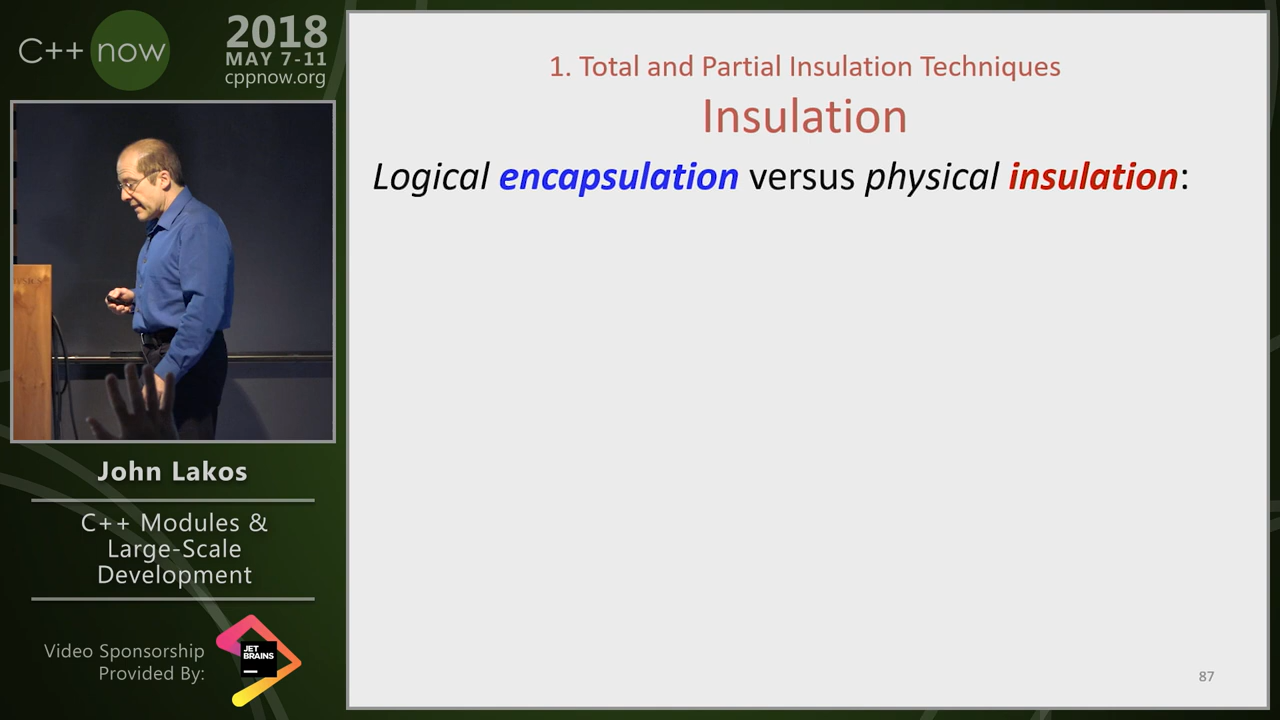 C++ now
2018
MAY 7-11
cppnow.org
John Lakos
C++ Modules &
Large-Scale
Development
Video Sponsorship
Provided By:
JET
BRAINS
1. Total and Partial Insulation Techniques
Insulation
Logical encapsulation versus physical insulation:
87